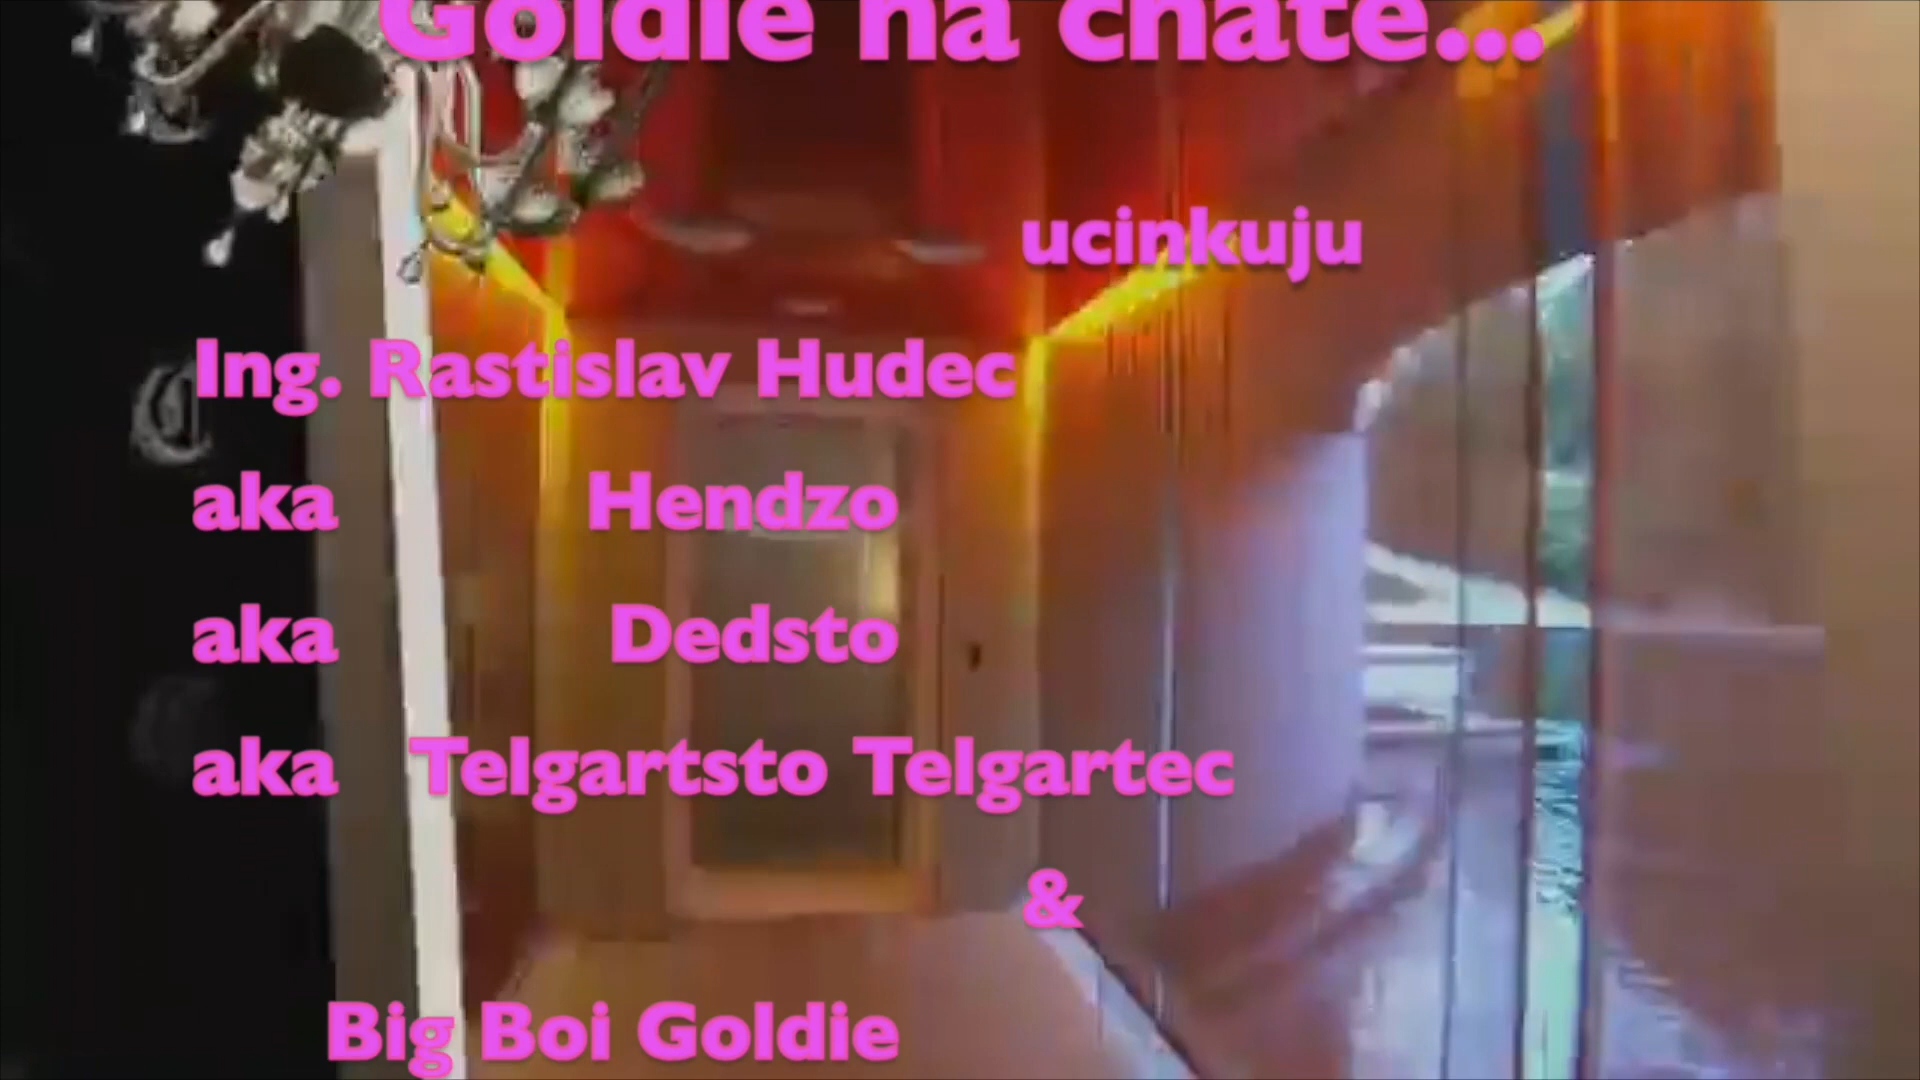 Goldie na chate...
ucinkuju
Ing. Rastislav Hudec
aka Hendzo
aka Dedsto
aka Telgartsto Telgartec
&
Big Boi Goldie